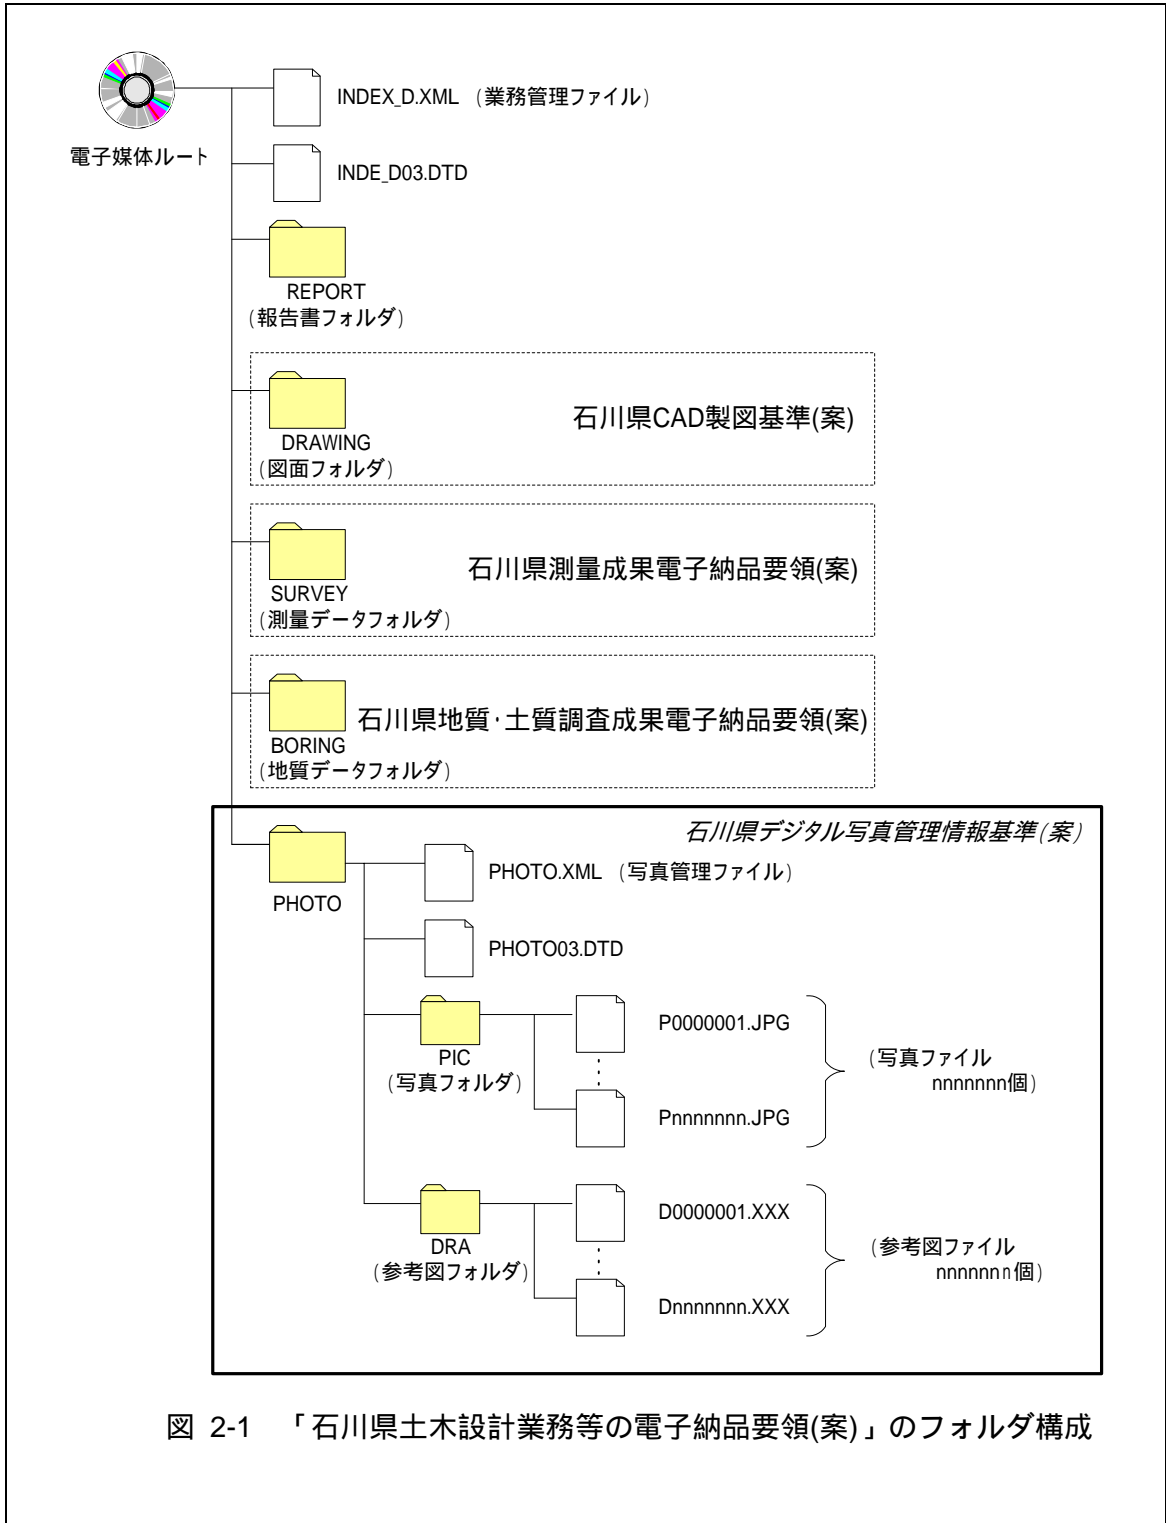 INDEX_D.XML (業務管理ファイル)
電子媒体ルート
INDE_D03.DTD
REPORT
(報告書フォルダ)
石川県CAD製図基準(案)
DRAWING
(図面フォルダ)
石川県測量成果電子納品要領(案)
SURVEY
(測量データフォルダ)
石川県地質・土質調査成果電子納品要領(案)
BORING
(地質データフォルダ)
石川県デジタル写真管理情報基準(案)
PHOTO
PHOTO.XML (写真管理ファイル)
PHOTO03.DTD
PIC
(写真フォルダ)
P0000001.JPG
Pnnnnnnn.JPG
(写真ファイル
nnnnnnn個)
DRA
(参考図フォルダ)
D0000001.XXX
Dnnnnnnn.XXX
(参考図ファイル
nnnnnnn個)
図 2-1 「石川県土木設計業務等の電子納品要領(案)」のフォルダ構成